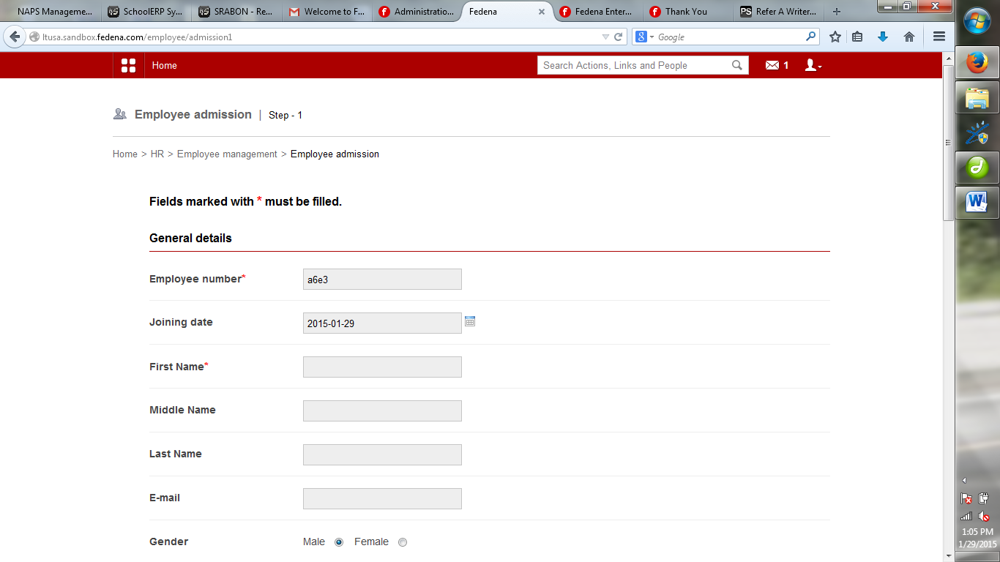 NAPS Manageme...
SchoolERP Sy...
SRABON - Re...
Welcome to F...
Administratio...
Fedena
Fedena Enter...
Thank You
PS Refer A Writer...
ltusa.sandbox.fedena.com/employee/admission1
Google
Home
Search Actions, Links and People
1
Employee admission | Step - 1
Home > HR > Employee management > Employee admission
Fields marked with * must be filled.
General details
Employee number* a6e3
Joining date 2015-01-29
First Name*
Middle Name
Last Name
E-mail
Gender Male Female
1:05 PM
1/29/2015